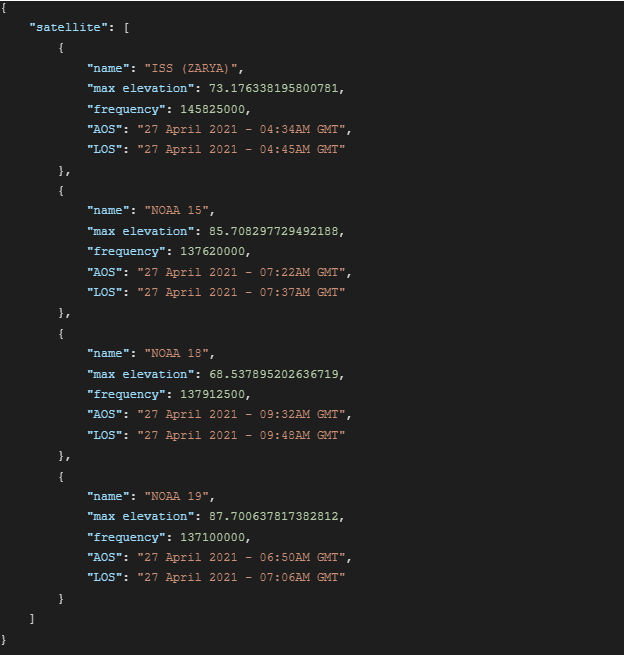 {
    "satellite": [
        {
            "name": "ISS (ZARYA)",
            "max elevation": 73.176338195800781,
            "frequency": 145825000,
            "AOS": "27 April 2021 - 04:34AM GMT",
            "LOS": "27 April 2021 - 04:45AM GMT"
        },
        {
            "name": "NOAA 15",
            "max elevation": 85.708297729492188,
            "frequency": 137620000,
            "AOS": "27 April 2021 - 07:22AM GMT",
            "LOS": "27 April 2021 - 07:37AM GMT"
        },
        {
            "name": "NOAA 18",
            "max elevation": 68.537895202636719,
            "frequency": 137912500,
            "AOS": "27 April 2021 - 09:32AM GMT",
            "LOS": "27 April 2021 - 09:48AM GMT"
        },
        {
            "name": "NOAA 19",
            "max elevation": 87.700637817382812,
            "frequency": 137100000,
            "AOS": "27 April 2021 - 06:50AM GMT",
            "LOS": "27 April 2021 - 07:06AM GMT"
        }
    ]
}